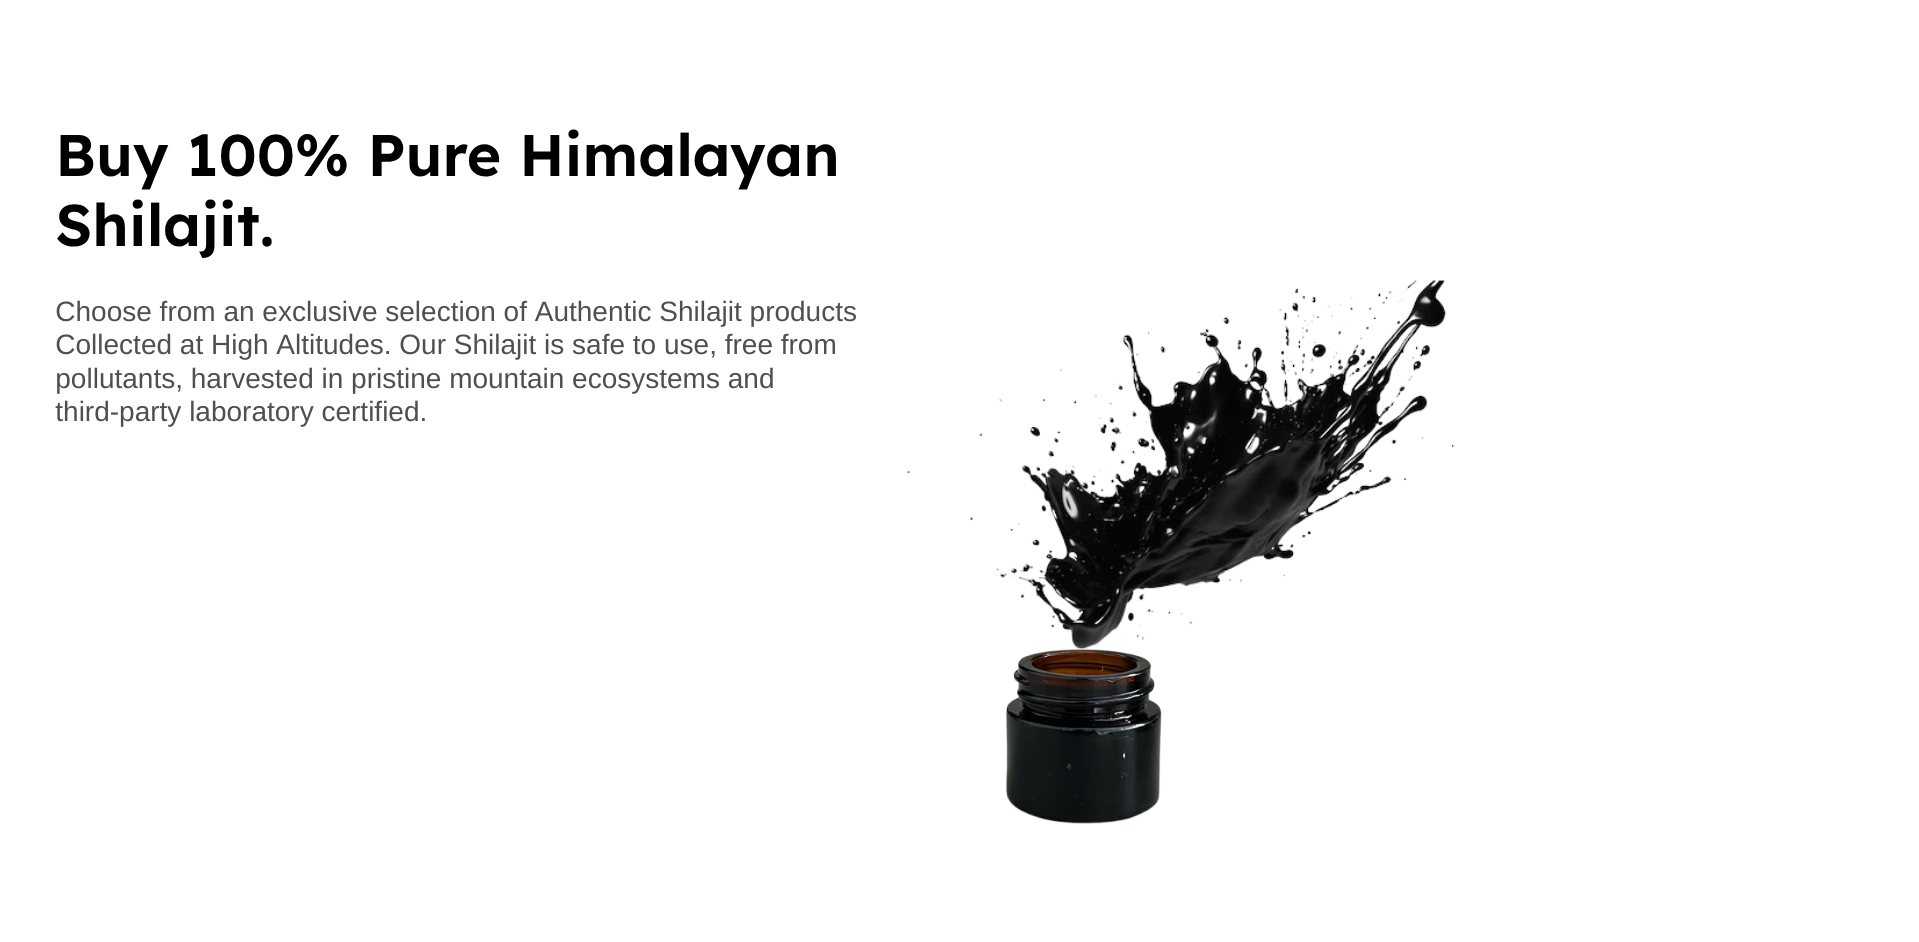 Buy 100% Pure Himalayan
Shilajit.
Choose from an exclusive selection of Authentic Shilajit products
Collected at High Altitudes. Our Shilajit is safe to use, free from
pollutants, harvested in pristine mountain ecosystems and
third-party laboratory certified.